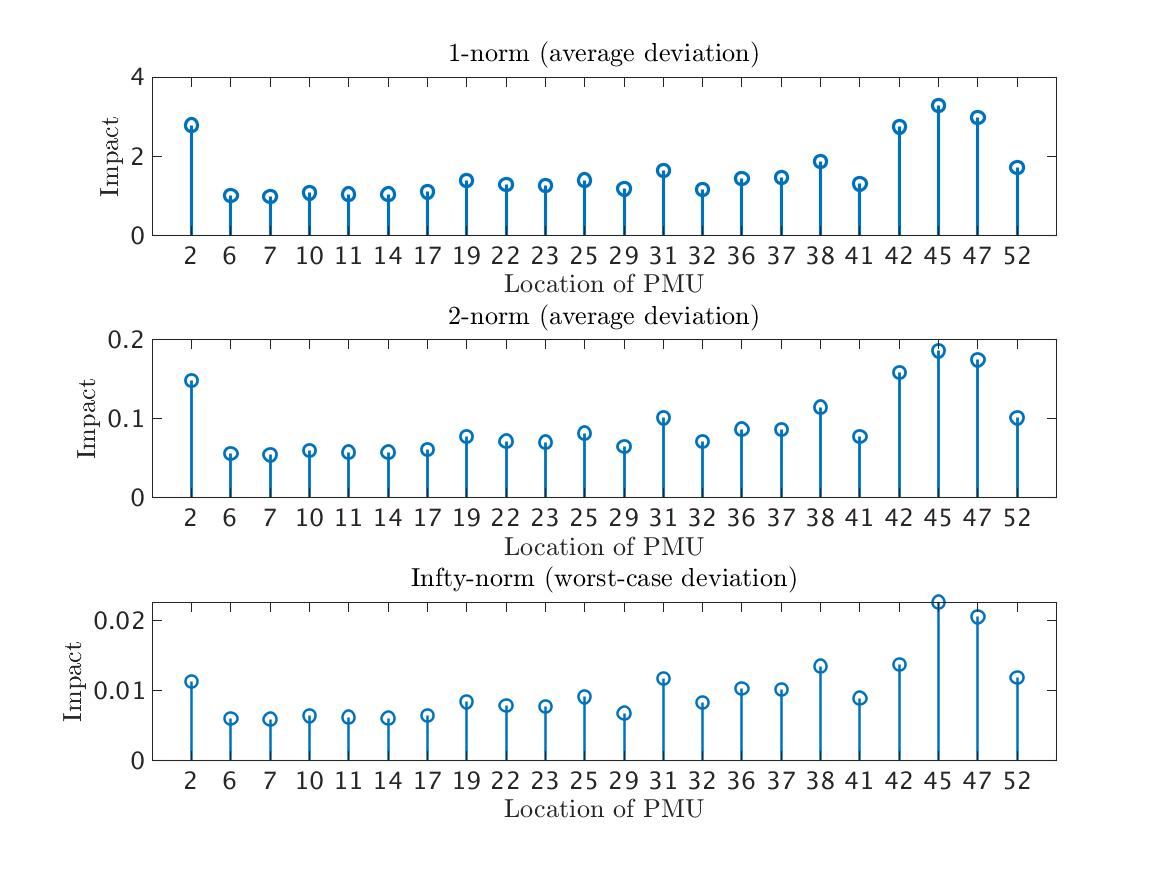 1-norm (average deviation)
4
2
0
Impact
2 6 7 10 11 14 17 19 22 23 25 29 31 32 36 37 38 41 42 45 47 52
Location of PMU
2-norm (average deviation)
0.2
0.1
0
Impact
2 6 7 10 11 14 17 19 22 23 25 29 31 32 36 37 38 41 42 45 47 52
Location of PMU
Infty-norm (worst-case deviation)
0.02
0.01
0
Impact
2 6 7 10 11 14 17 19 22 23 25 29 31 32 36 37 38 41 42 45 47 52
Location of PMU